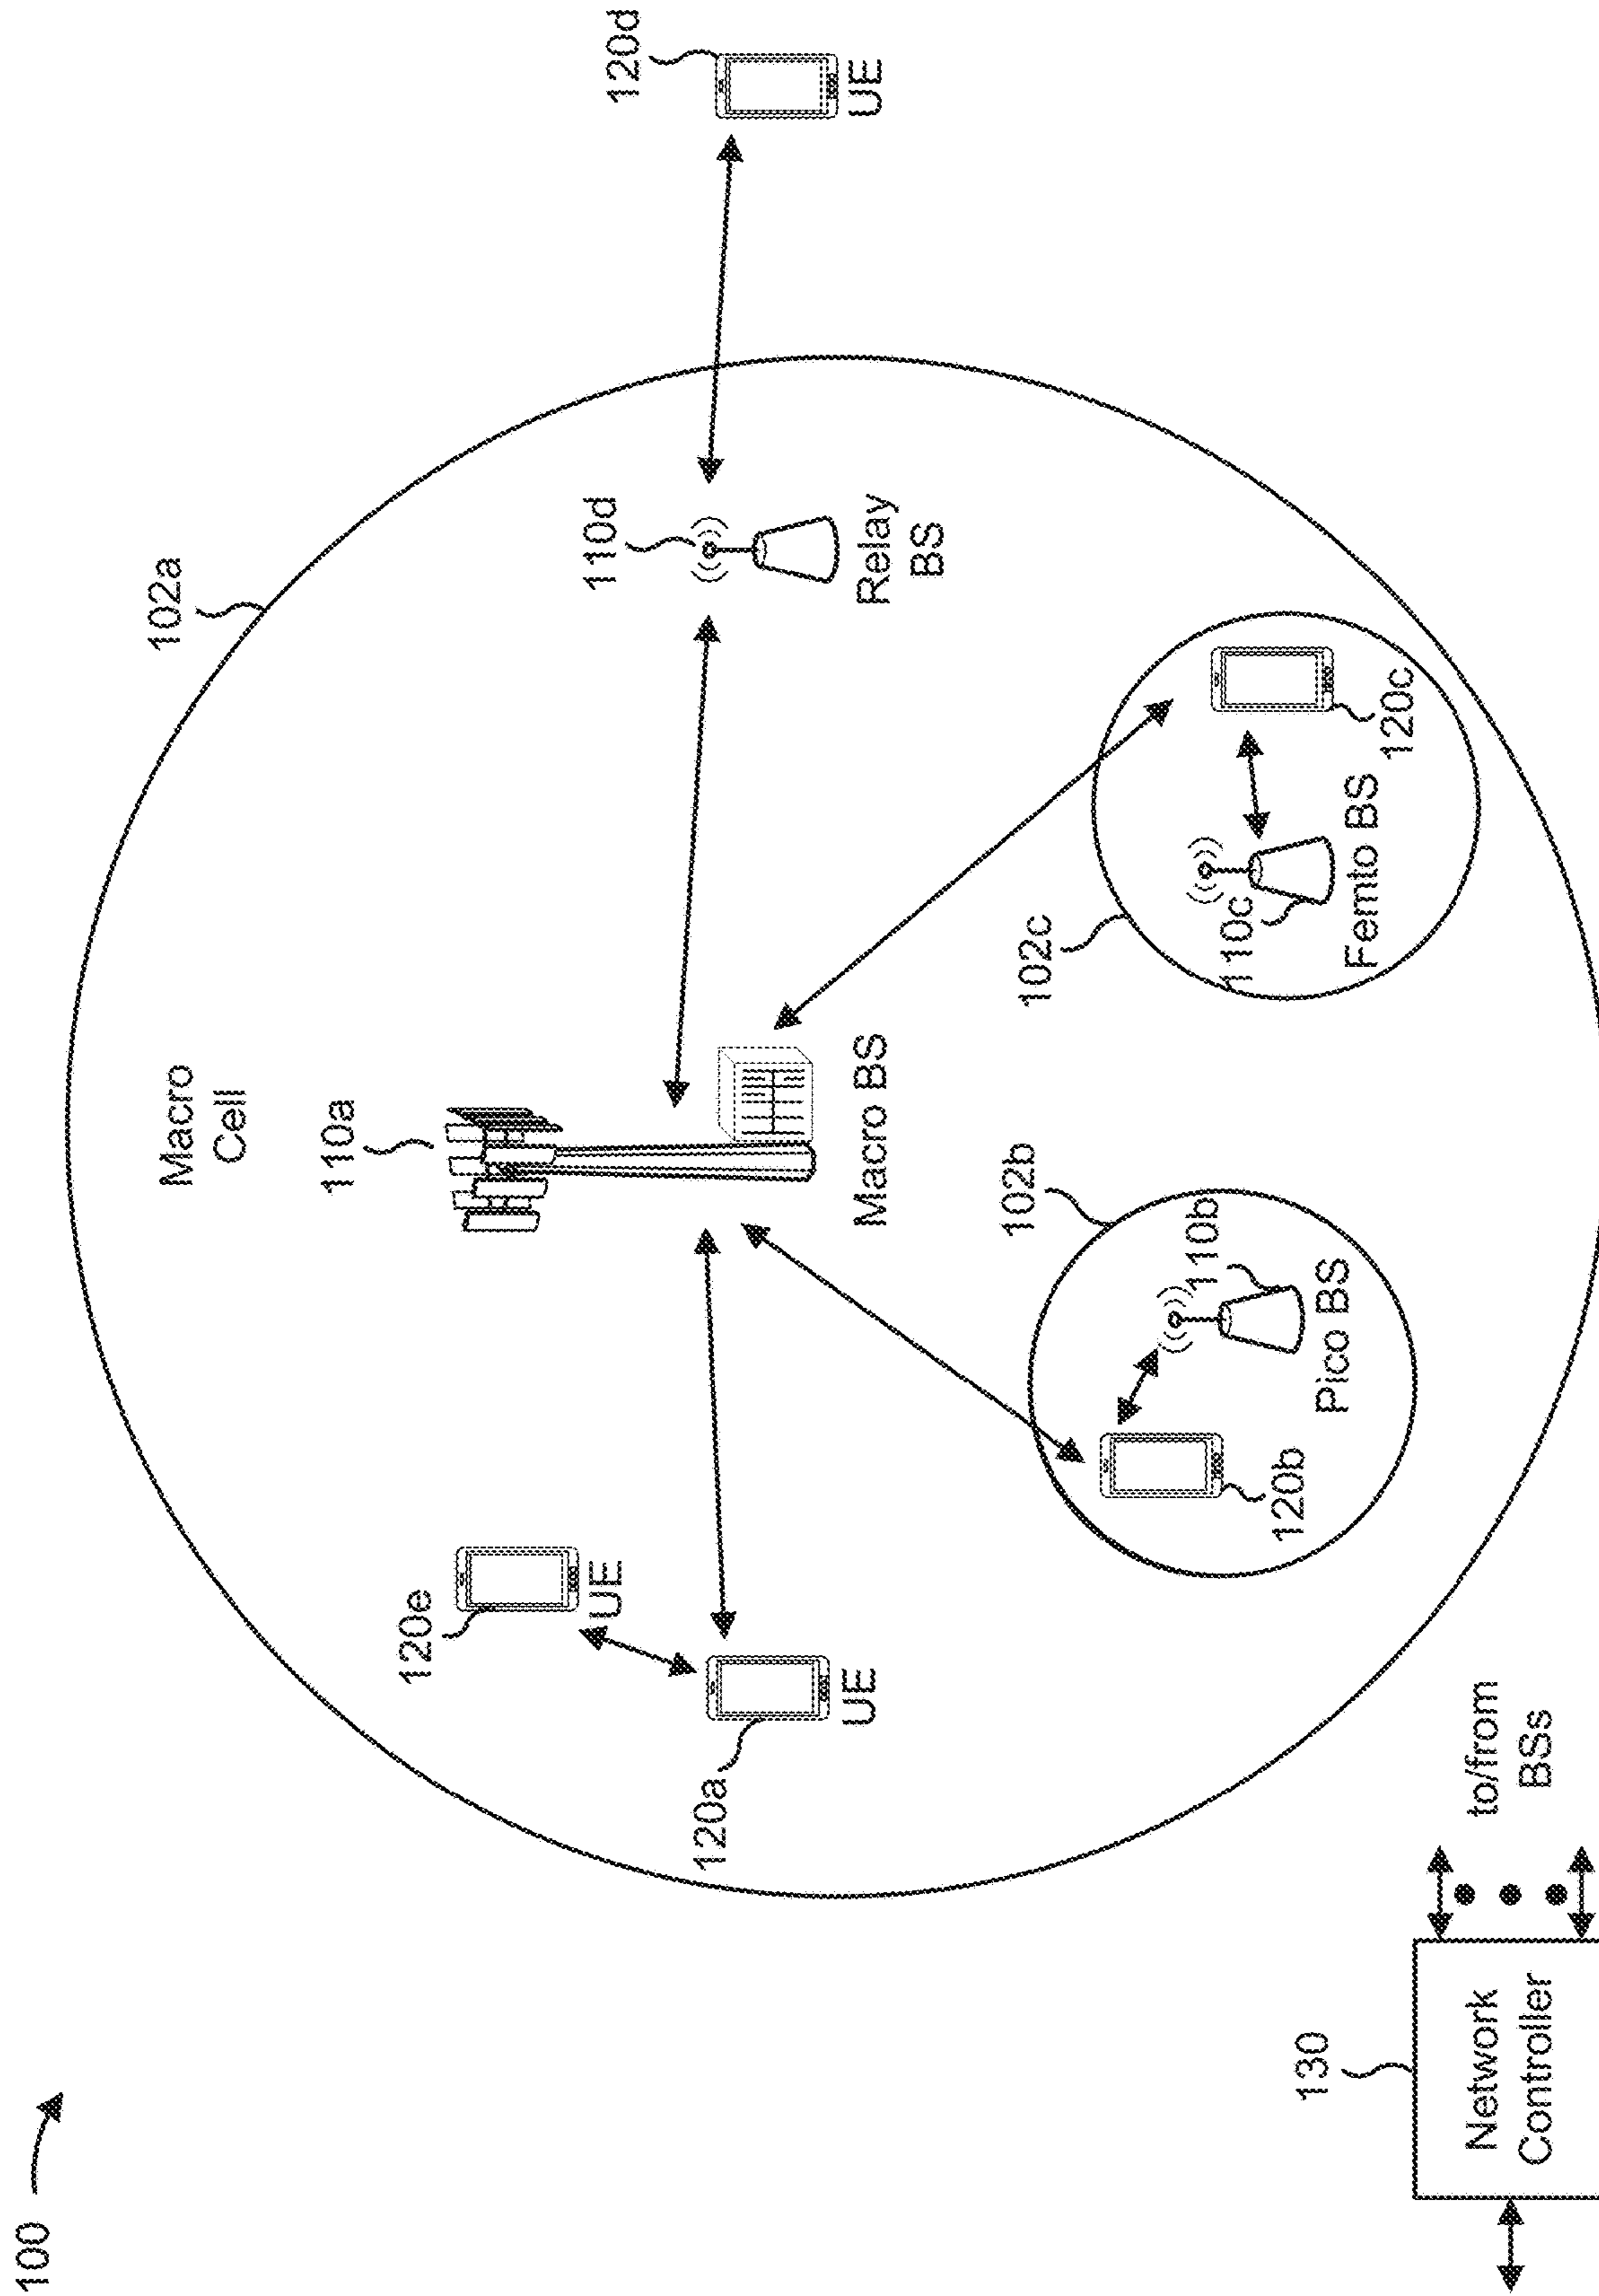 100
102a
Macro
Cell
110a
120d
UE
110d
Relay
BS
120e
UE
120a
UE
Macro BS
102b
110b
Pico BS
120b
102c
110c
Femto BS
120c
130
Network
Controller
to/from
BSs